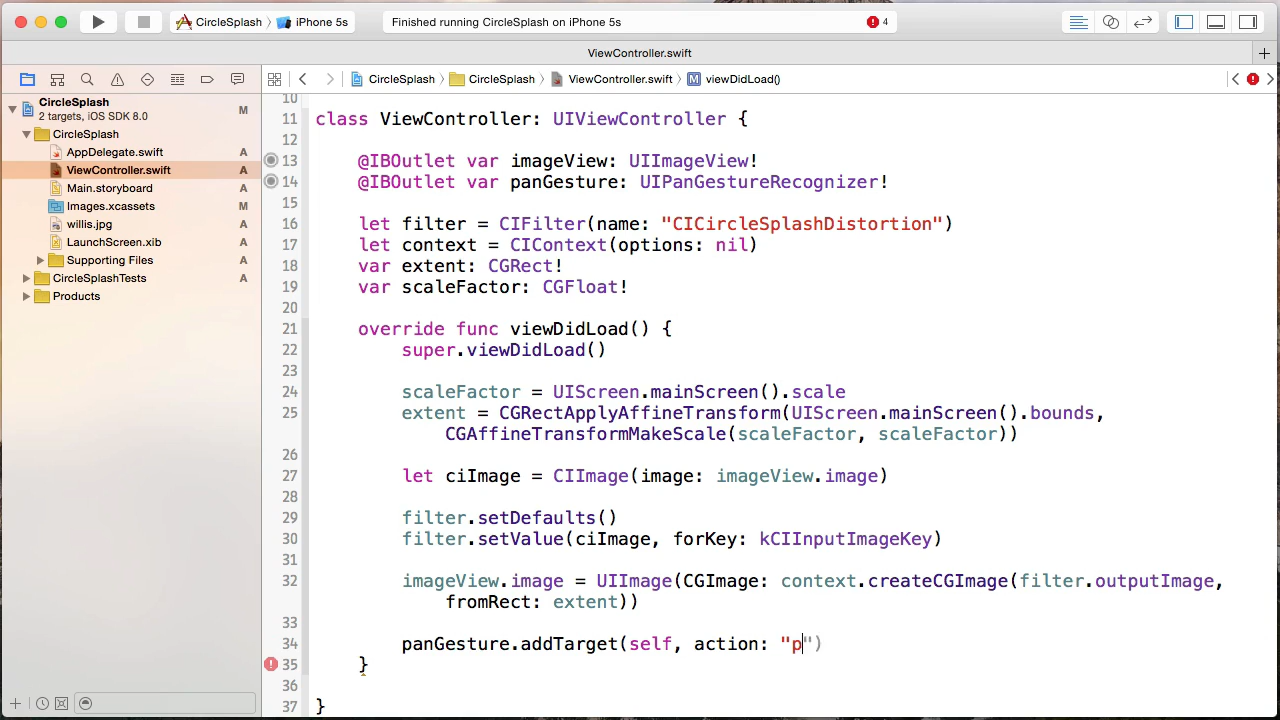 CircleSplash
iPhone 5s
Finished running CircleSplash on iPhone 5s
4
ViewController.swift
CircleSplash
CircleSplash
ViewController.swift
M
viewDidLoad()
CircleSplash
M
2 targets, iOS SDK 8.0
CircleSplash
AppDelegate.swift
A
ViewController.swift
A
Main.storyboard
A
Images.xcassets
M
willis.jpg
A
LaunchScreen.xib
A
Supporting Files
A
CircleSplashTests
A
Products
10
11 class ViewController: UIViewController {
12
13 @IBOutlet var imageView: UIImageView!
14 @IBOutlet var panGesture: UIPanGestureRecognizer!
15
16 let filter = CIFilter(name: "CICircleSplashDistortion")
17 let context = CIContext(options: nil)
18 var extent: CGRect!
19 var scaleFactor: CGFloat!
20
21 override func viewDidLoad() {
22 super.viewDidLoad()
23
24 scaleFactor = UIScreen.mainScreen().scale
25 extent = CGRectApplyAffineTransform(UIScreen.mainScreen().bounds,
CGAffineTransformMakeScale(scaleFactor, scaleFactor))
26
27 let ciImage = CIImage(image: imageView.image)
28
29 filter.setDefaults()
30 filter.setValue(ciImage, forKey: kCIInputImageKey)
31
32 imageView.image = UIImage(CGImage: context.createCGImage(filter.outputImage,
fromRect: extent))
33
34 panGesture.addTarget(self, action: "p")
35 }
36
37 }